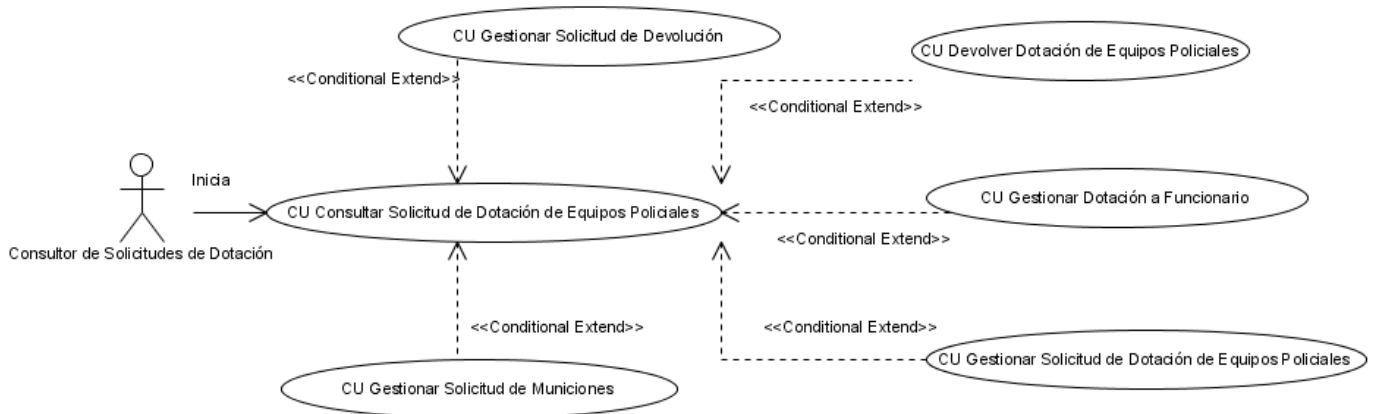 CU Gestionar Solicitud de Devolución
CU Devolver Dotación de Equipos Policiales
<<Conditional Extend>>
<<Conditional Extend>>
Inicia
CU Consultar Solicitud de Dotación de Equipos Policiales
CU Gestionar Dotación a Funcionario
<<Conditional Extend>>
Consultor de Solicitudes de Dotación
<<Conditional Extend>>
<<Conditional Extend>>
CU Gestionar Solicitud de Dotación de Equipos Policiales
CU Gestionar Solicitud de Municiones